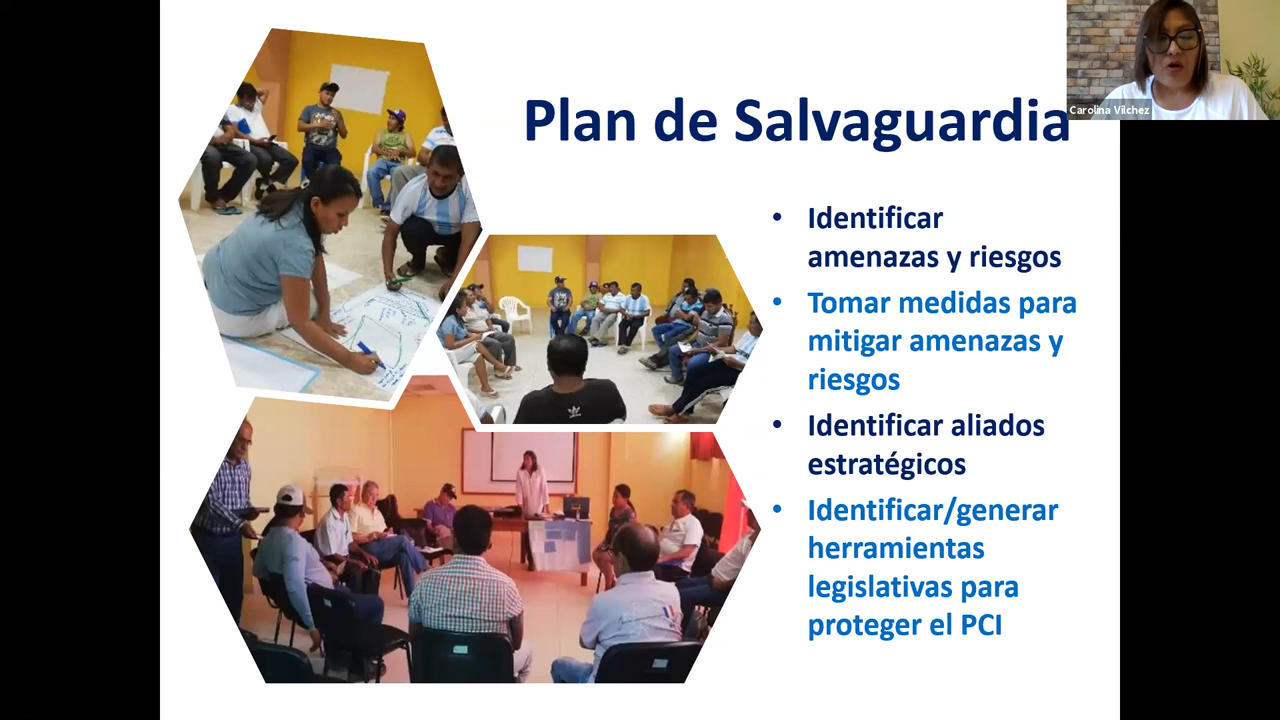 Carolina Vilchez
Plan de Salvaguardia
• Identificar
amenazas y riesgos
• Tomar medidas para
mitigar amenazas y
riesgos
• Identificar aliados
estratégicos
• Identificar/generar
herramientas
legislativas para
proteger el PCI